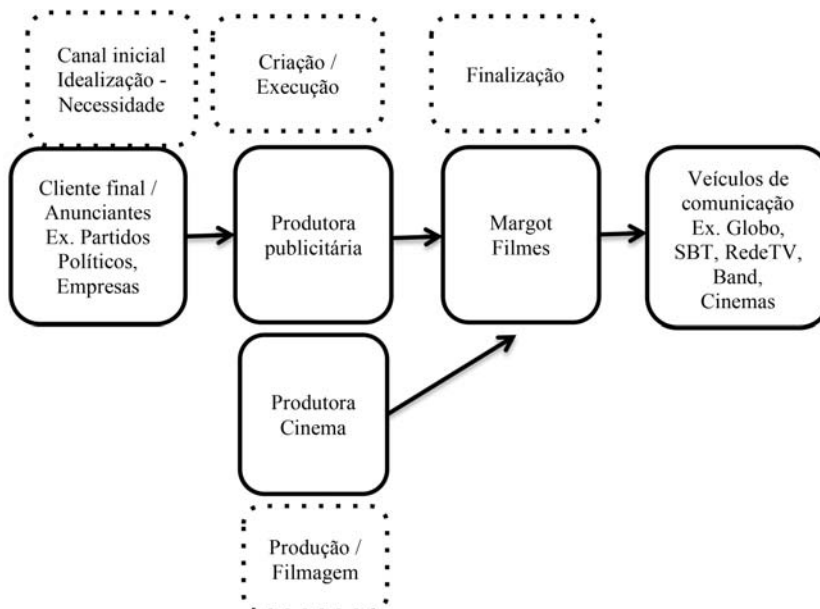 Canal inicial
Idealização -
Necessidade
Criação /
Execução
Finalização
Cliente final /
Anunciantes
Ex. Partidos
Políticos,
Empresas
Produtora
publicitária
Margot
Filmes
Veículos de
comunicação
Ex. Globo,
SBT, RedeTV,
Band,
Cinemas
Produtora
Cinema
Produção /
Filmagem